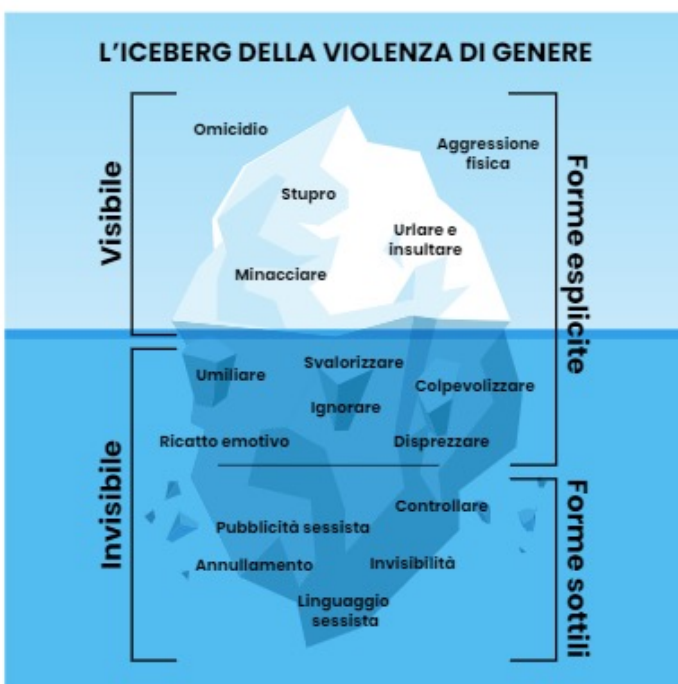 L'ICEBERG DELLA VIOLENZA DI GENERE
Visibile
Omicidio
Aggressione
fisica
Stupro
Urlare e
insultare
Minacciare
Forme esplicite
Invisibile
Svalorizzare
Umiliare
Colpevolizzare
Ignorare
Ricatto emotivo
Disprezzare
Forme sottili
Controllare
Pubblicità sessista
Annullamento
Invisibilità
Linguaggio
sessista